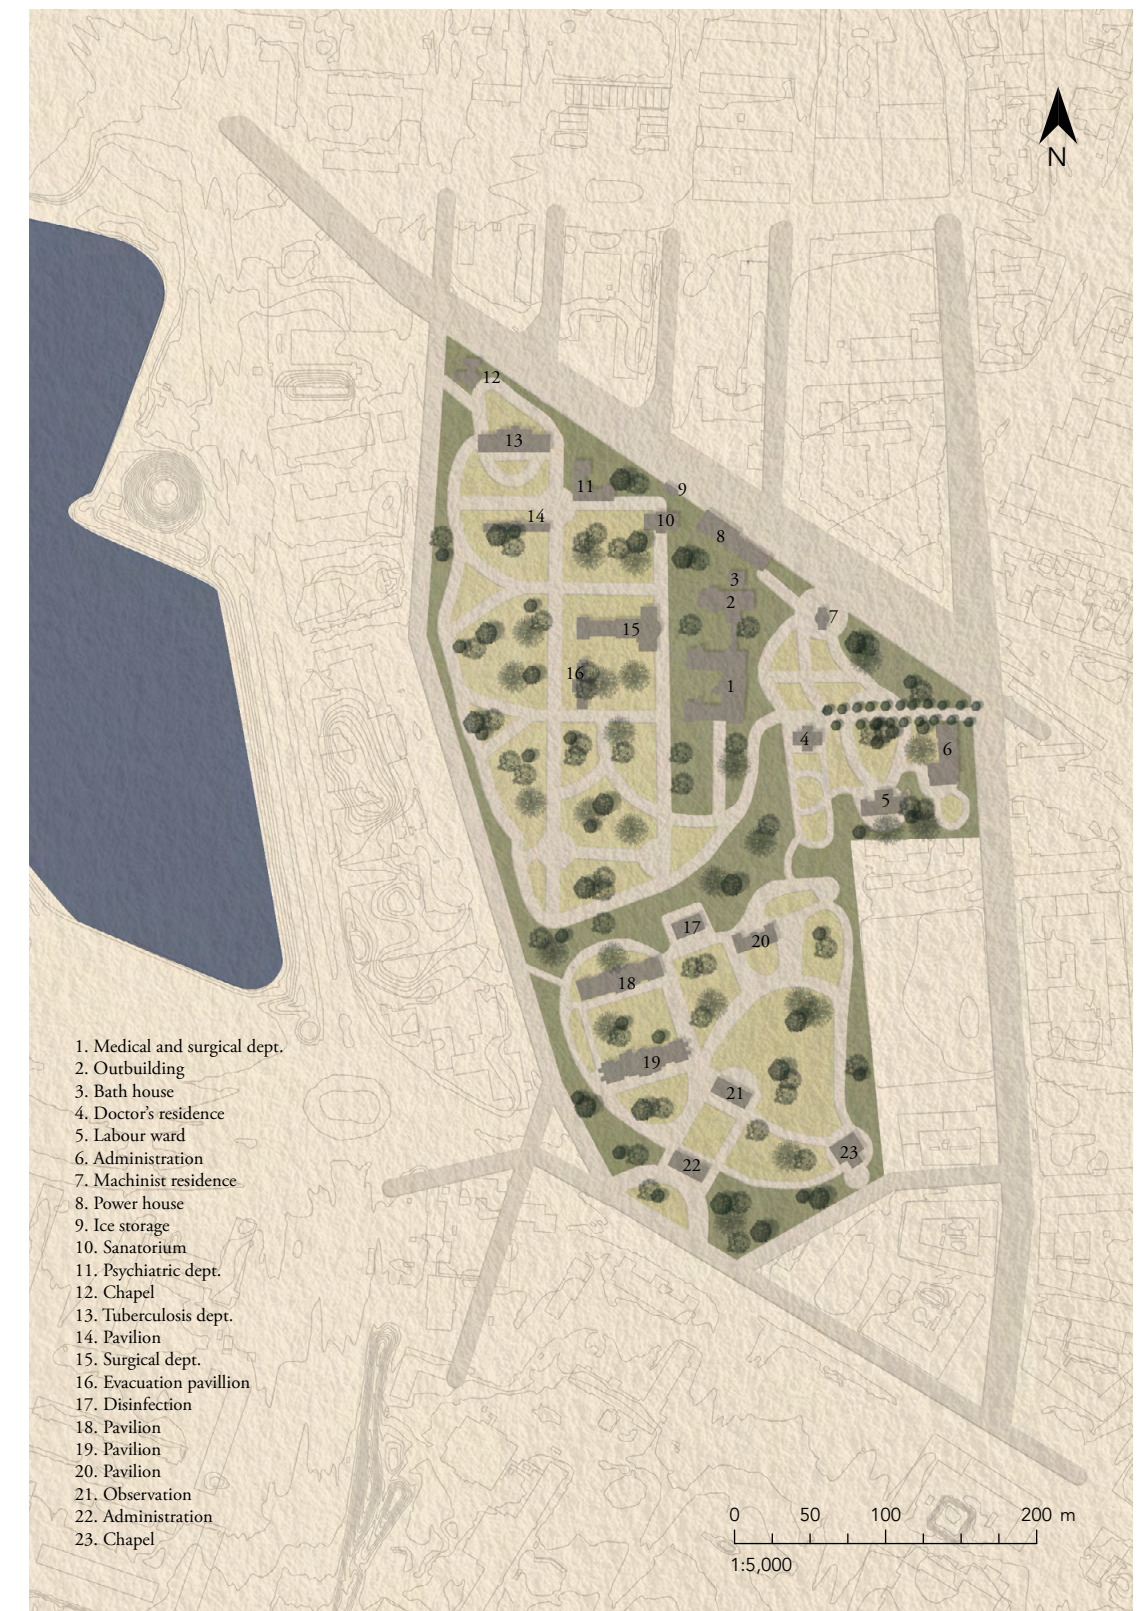 N
12
13
11
9
14
10
8
3
2
7
15
16
1
4
6
5
17
20
18
19
21
23
22
1. Medical and surgical dept.
2. Outbuilding
3. Bath house
4. Doctor's residence
5. Labour ward
6. Administration
7. Machinist residence
8. Power house
9. Ice storage
10. Sanatorium
11. Psychiatric dept.
12. Chapel
13. Tuberculosis dept.
14. Pavilion
15. Surgical dept.
16. Evacuation pavillion
17. Disinfection
18. Pavilion
19. Pavilion
20. Pavilion
21. Observation
22. Administration
23. Chapel
0 50 100 200 m
1:5,000